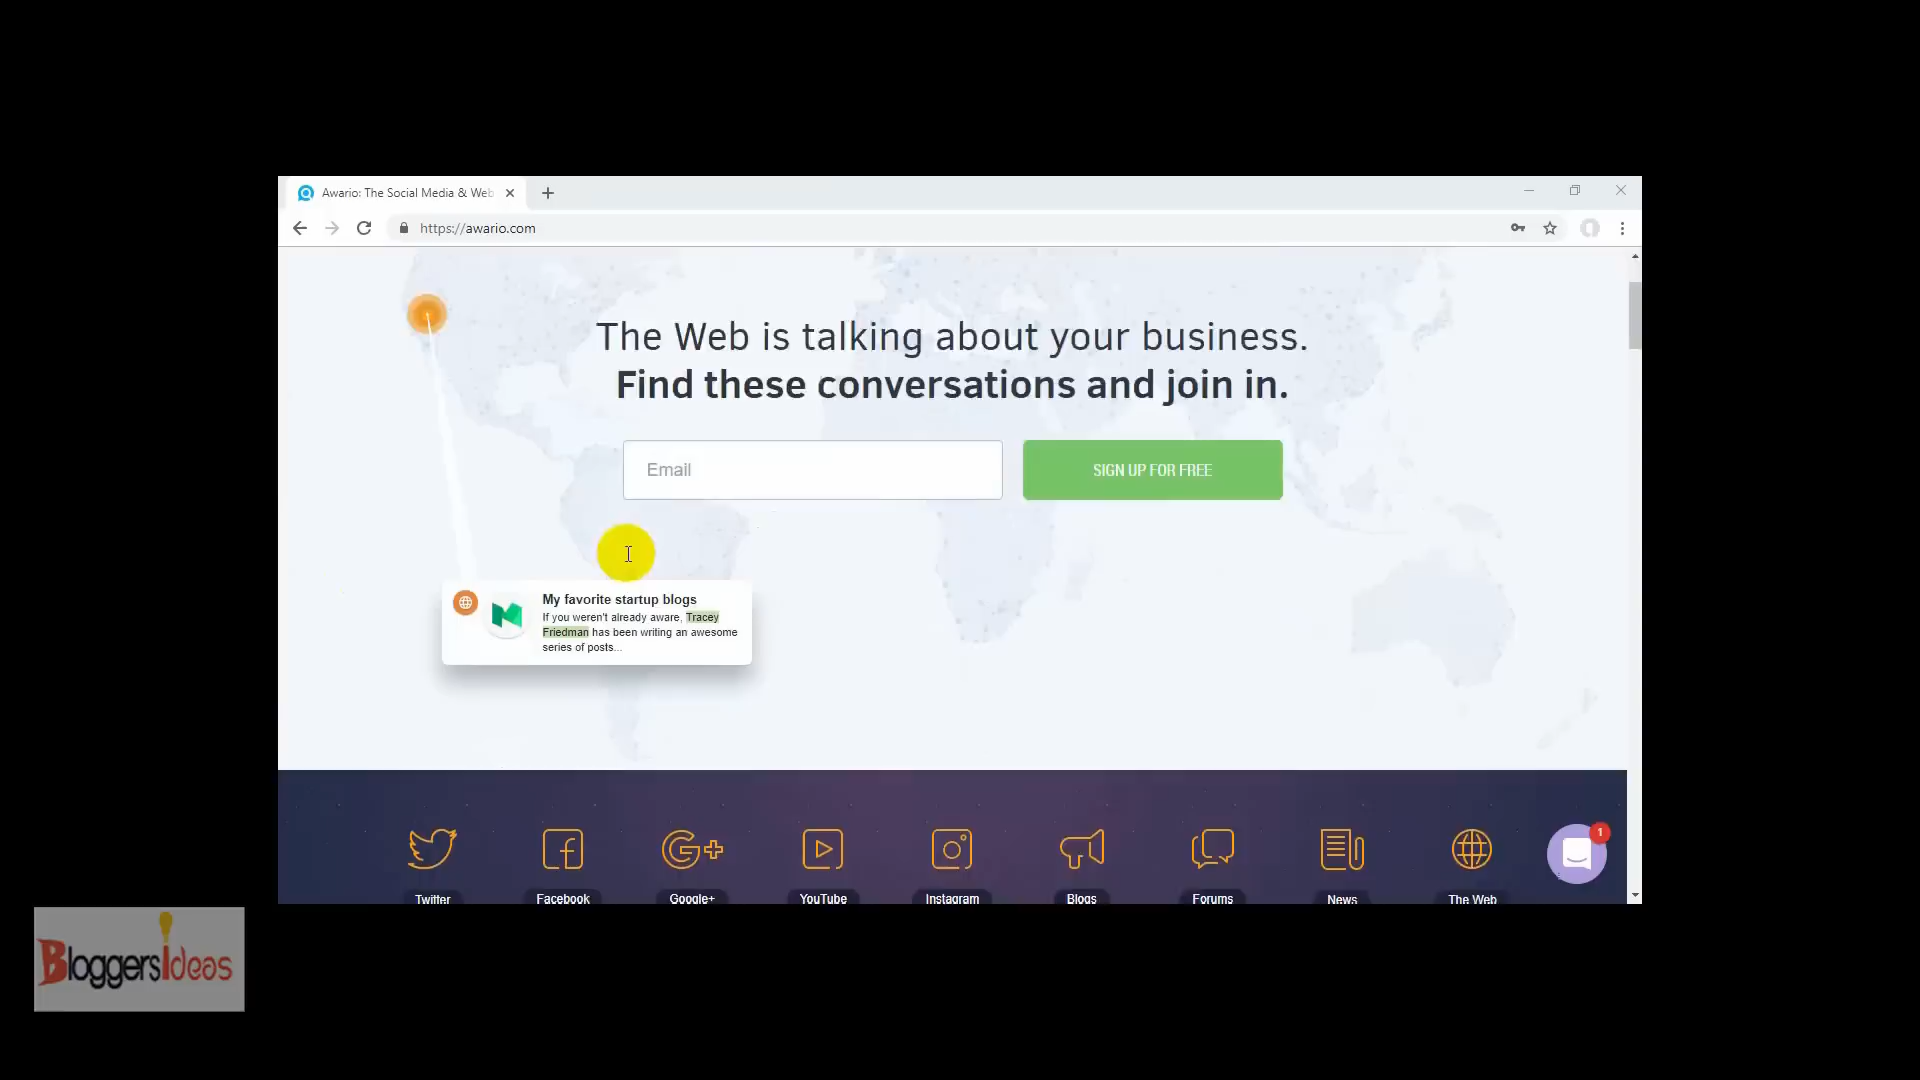 Awario: The Social Media & Web
https://awario.com
The Web is talking about your business.
Find these conversations and join in.
Email
SIGN UP FOR FREE
My favorite startup blogs
If you weren't already aware, Tracey
Friedman has been writing an awesome
series of posts...
1
Twitter
Facebook
Google+
YouTube
Instagram
Blogs
Forums
News
The Web
BloggersIdeas